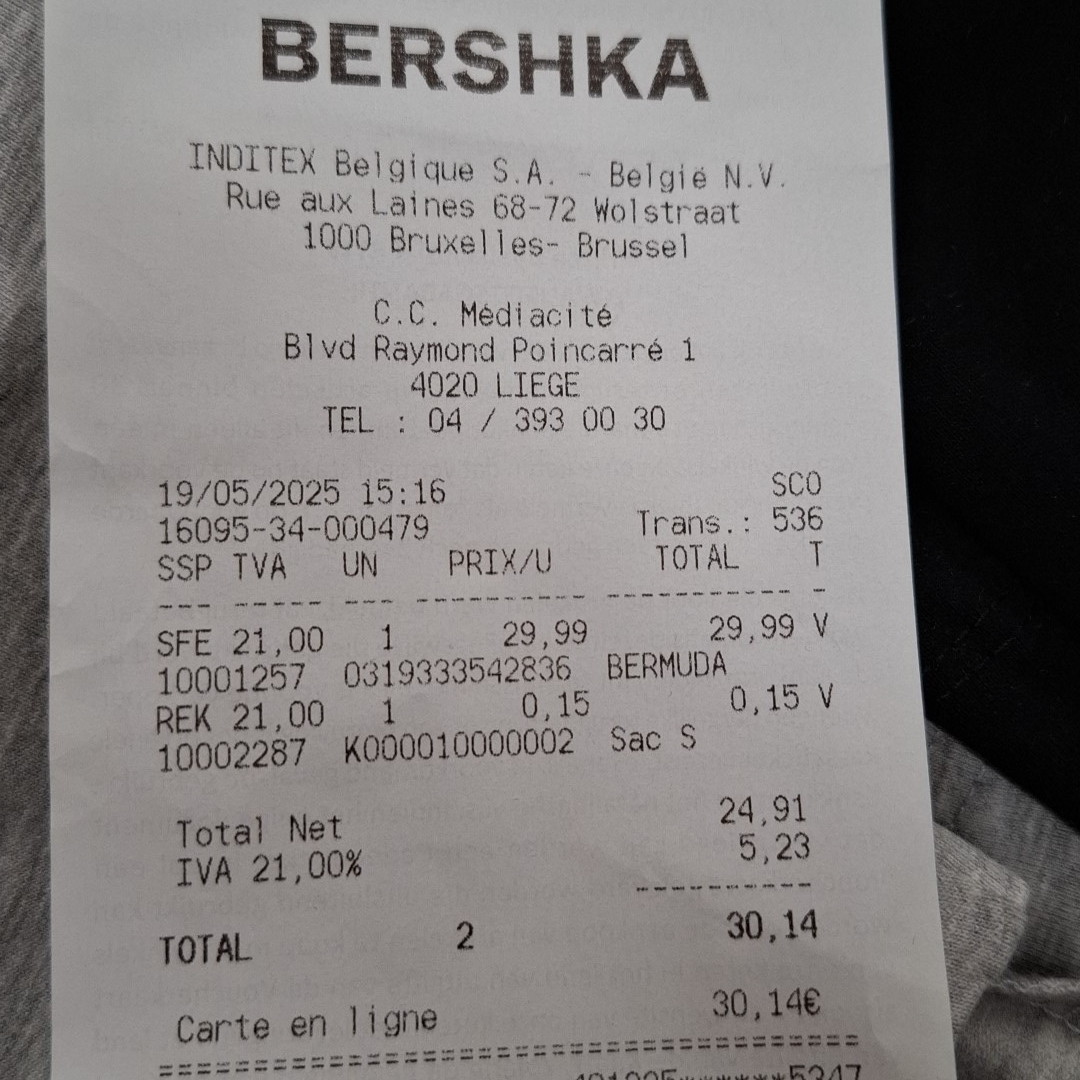 BERSHKA
INDITEX Belgique S.A. - België N.V.
Rue aux Laines 68-72 Wolstraat
1000 Bruxelles- Brussel
C.C. Médiacité
Blvd Raymond Poincarré 1
4020 LIEGE
TEL : 04 / 393 00 30
19/05/2025 15:16 SCO
16095-34-000479 Trans.: 536
SSP TVA UN PRIX/U TOTAL T
--- ----- --- ---------- ------------ -
SFE 21,00 1 29,99 29,99 V
10001257 0319333542836 BERMUDA
REK 21,00 1 0,15 0,15 V
10002287 K000010000002 Sac S
Total Net 24,91
IVA 21,00% 5,23
----------
TOTAL 2 30,14
Carte en ligne 30,14€
========================================